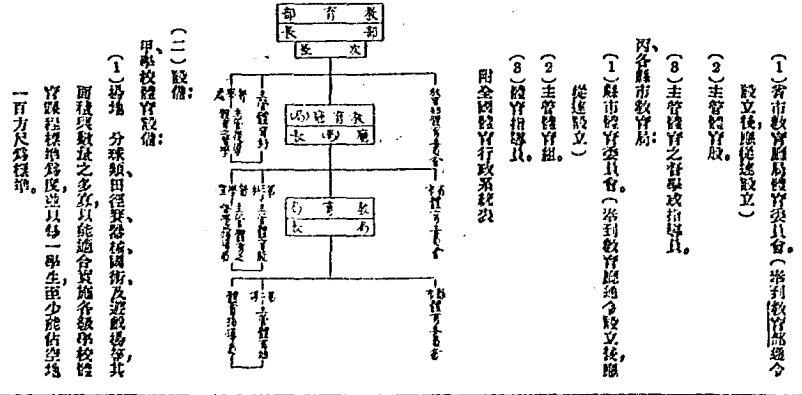 (1)省市教育廳局體育委員會。(奉到教育部通令
設立後,應從速設立)
(2)主管體育股。
(3)主管體育之督學或指導員。
丙、各縣市教育局:
(1)縣市體育委員會。(奉到教育廳通令設立後,應
從速設立)
(2)主管體育組。
(3)體育指導員。
附全國體育行政系統表
教育部
部長
次長
教育廳(局)
廳(局)長
教育局
局長
(二)設備:
甲、學校體育設備:
(1)場地 分球類、田徑賽、器械、國術及遊戲場等,其
面積與數量之多寡,以能適合實施各級學校體
育課程標準爲度,並以每一學生至少能佔空地
一百方尺爲標準。